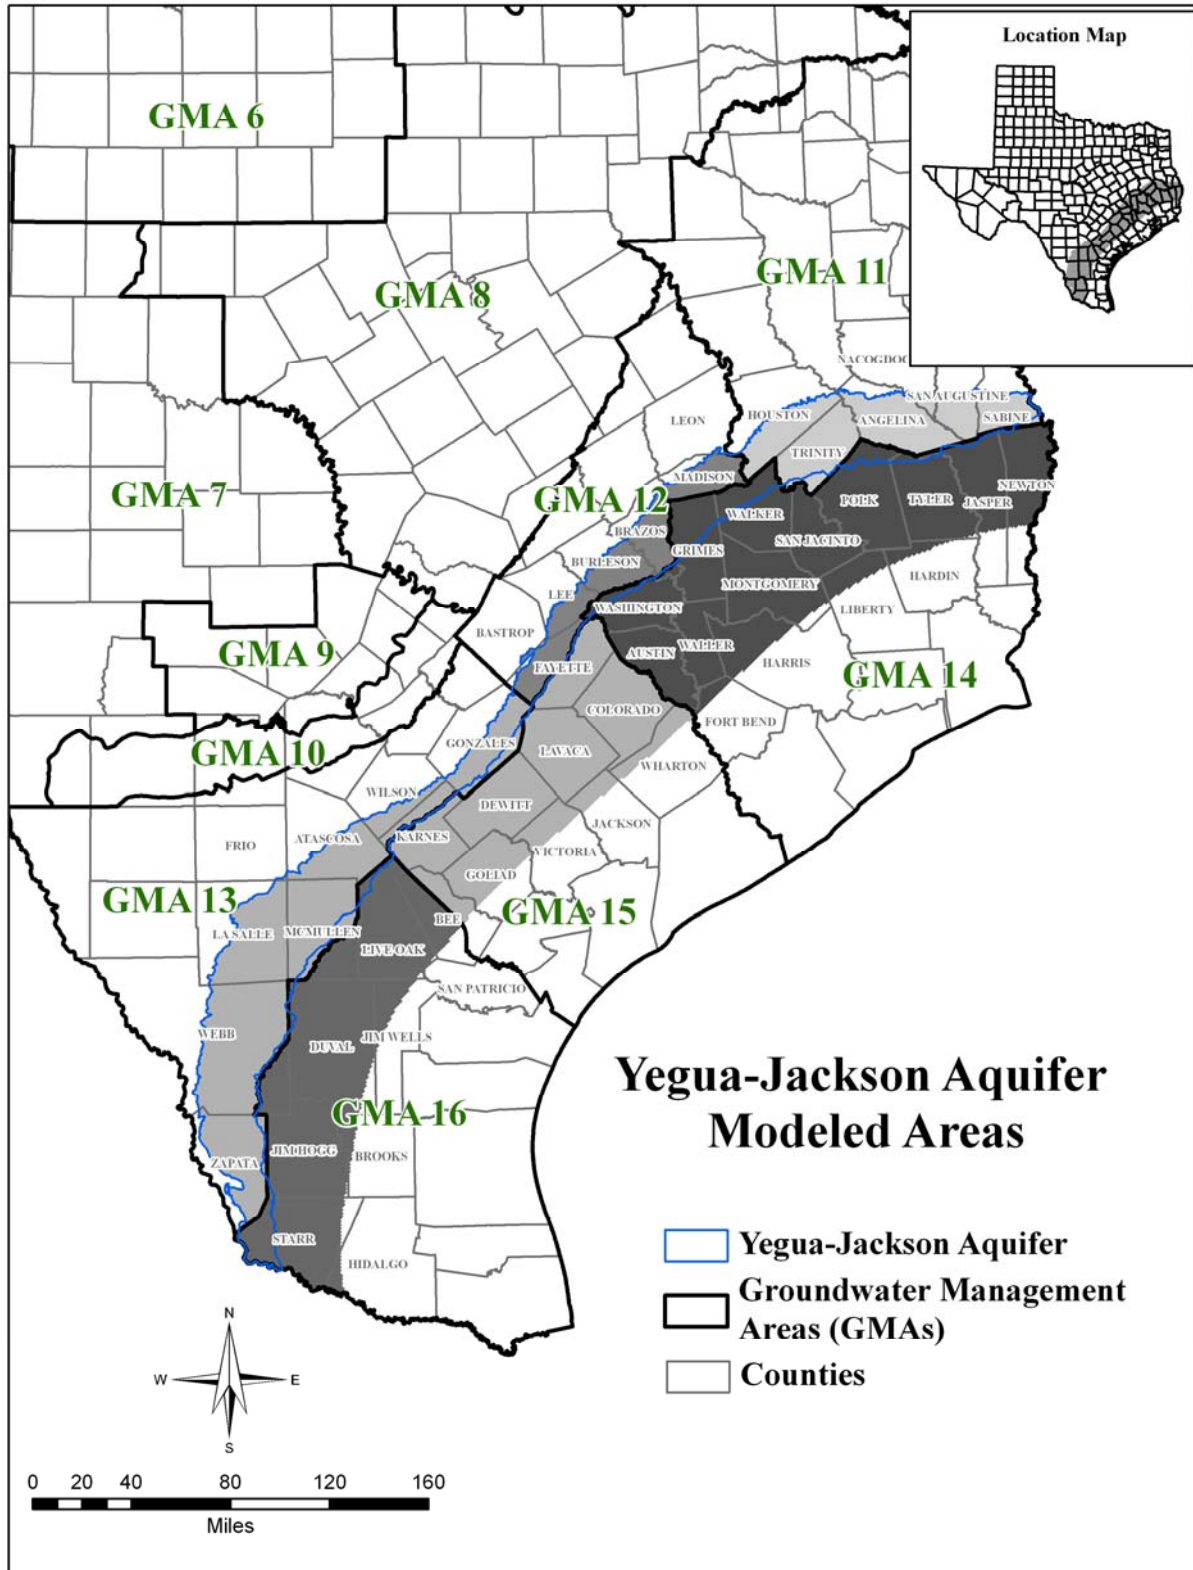 Location Map
GMA 6
GMA 8
GMA 11
NACOGDOC
SAN AUGUSTINE
HOUSTON
LEON
ANGELINA
SABINE
TRINITY
MADISON
GMA 7
GMA 12
NEWTON
POLK
TYLER
JASPER
WALKER
BRAZOS
SAN JACINTO
GRIMES
BURLESON
HARDIN
MONTGOMERY
LEE
WASHINGTON
LIBERTY
BASTROP
GMA 9
AUSTIN
WALLER
HARRIS
FAYETTE
GMA 14
COLORADO
FORT BEND
GONZALES
LAVACA
GMA 10
WHARTON
WILSON
DEWITT
JACKSON
KARNES
ATASCOSA
FRIO
VICTORIA
GOLIAD
GMA 13
GMA 15
BEE
LA SALLE
MCMULLEN
LIVE OAK
SAN PATRICIO
WEBB
JIM WELLS
DUVAL
Yegua-Jackson Aquifer
Modeled Areas
GMA 16
JIM HOGG
BROOKS
ZAPATA
STARR
HIDALGO
Yegua-Jackson Aquifer
Groundwater Management
Areas (GMAs)
Counties
N
W
E
S
0 20 40 80 120 160
Miles